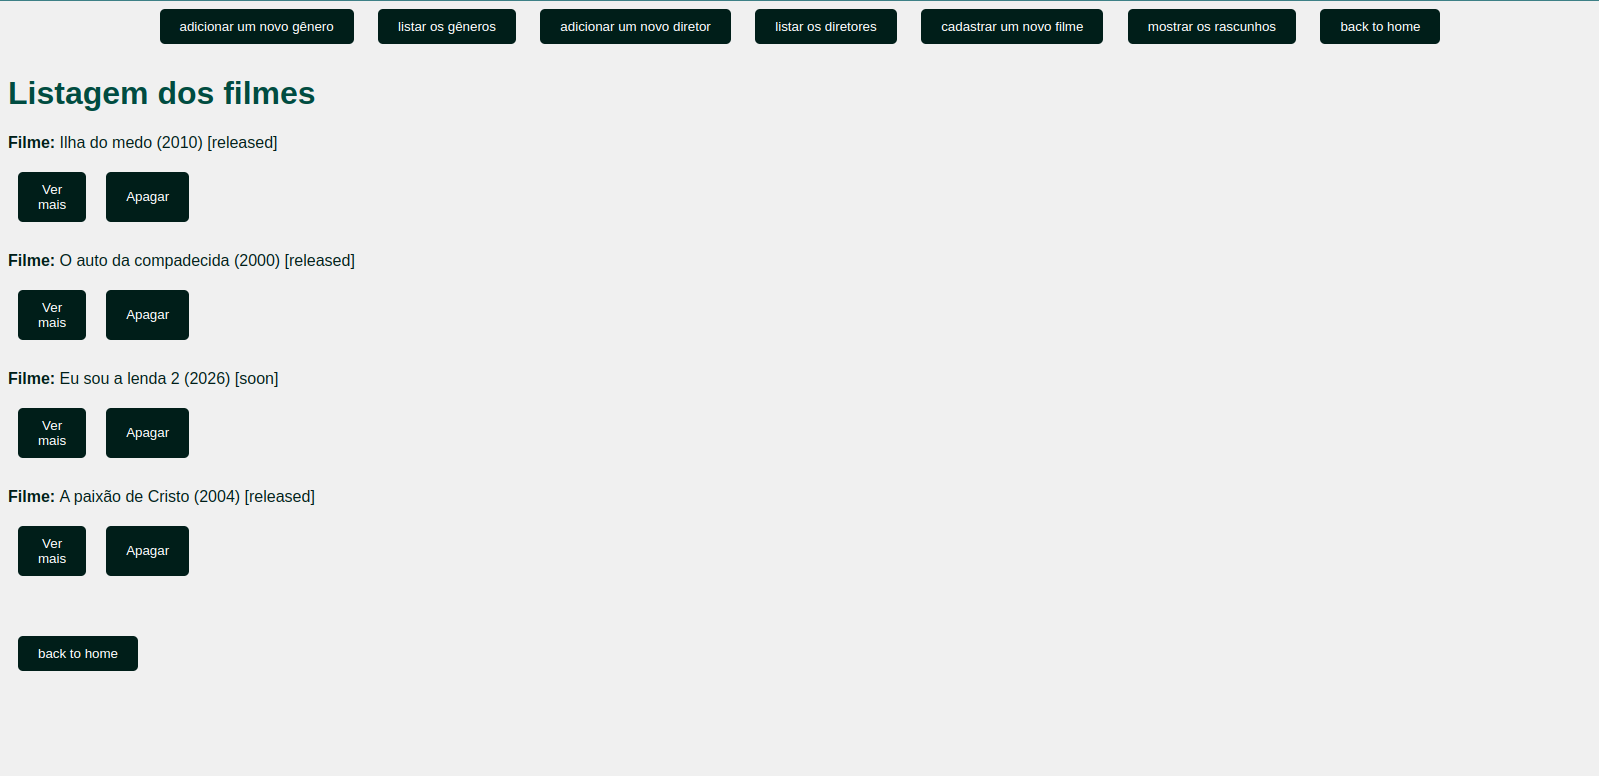 adicionar um novo gênero listar os gêneros adicionar um novo diretor listar os diretores cadastrar um novo filme mostrar os rascunhos back to home
Listagem dos filmes
Filme: Ilha do medo (2010) [released]
Ver
mais
Apagar
Filme: O auto da compadecida (2000) [released]
Ver
mais
Apagar
Filme: Eu sou a lenda 2 (2026) [soon]
Ver
mais
Apagar
Filme: A paixão de Cristo (2004) [released]
Ver
mais
Apagar
back to home